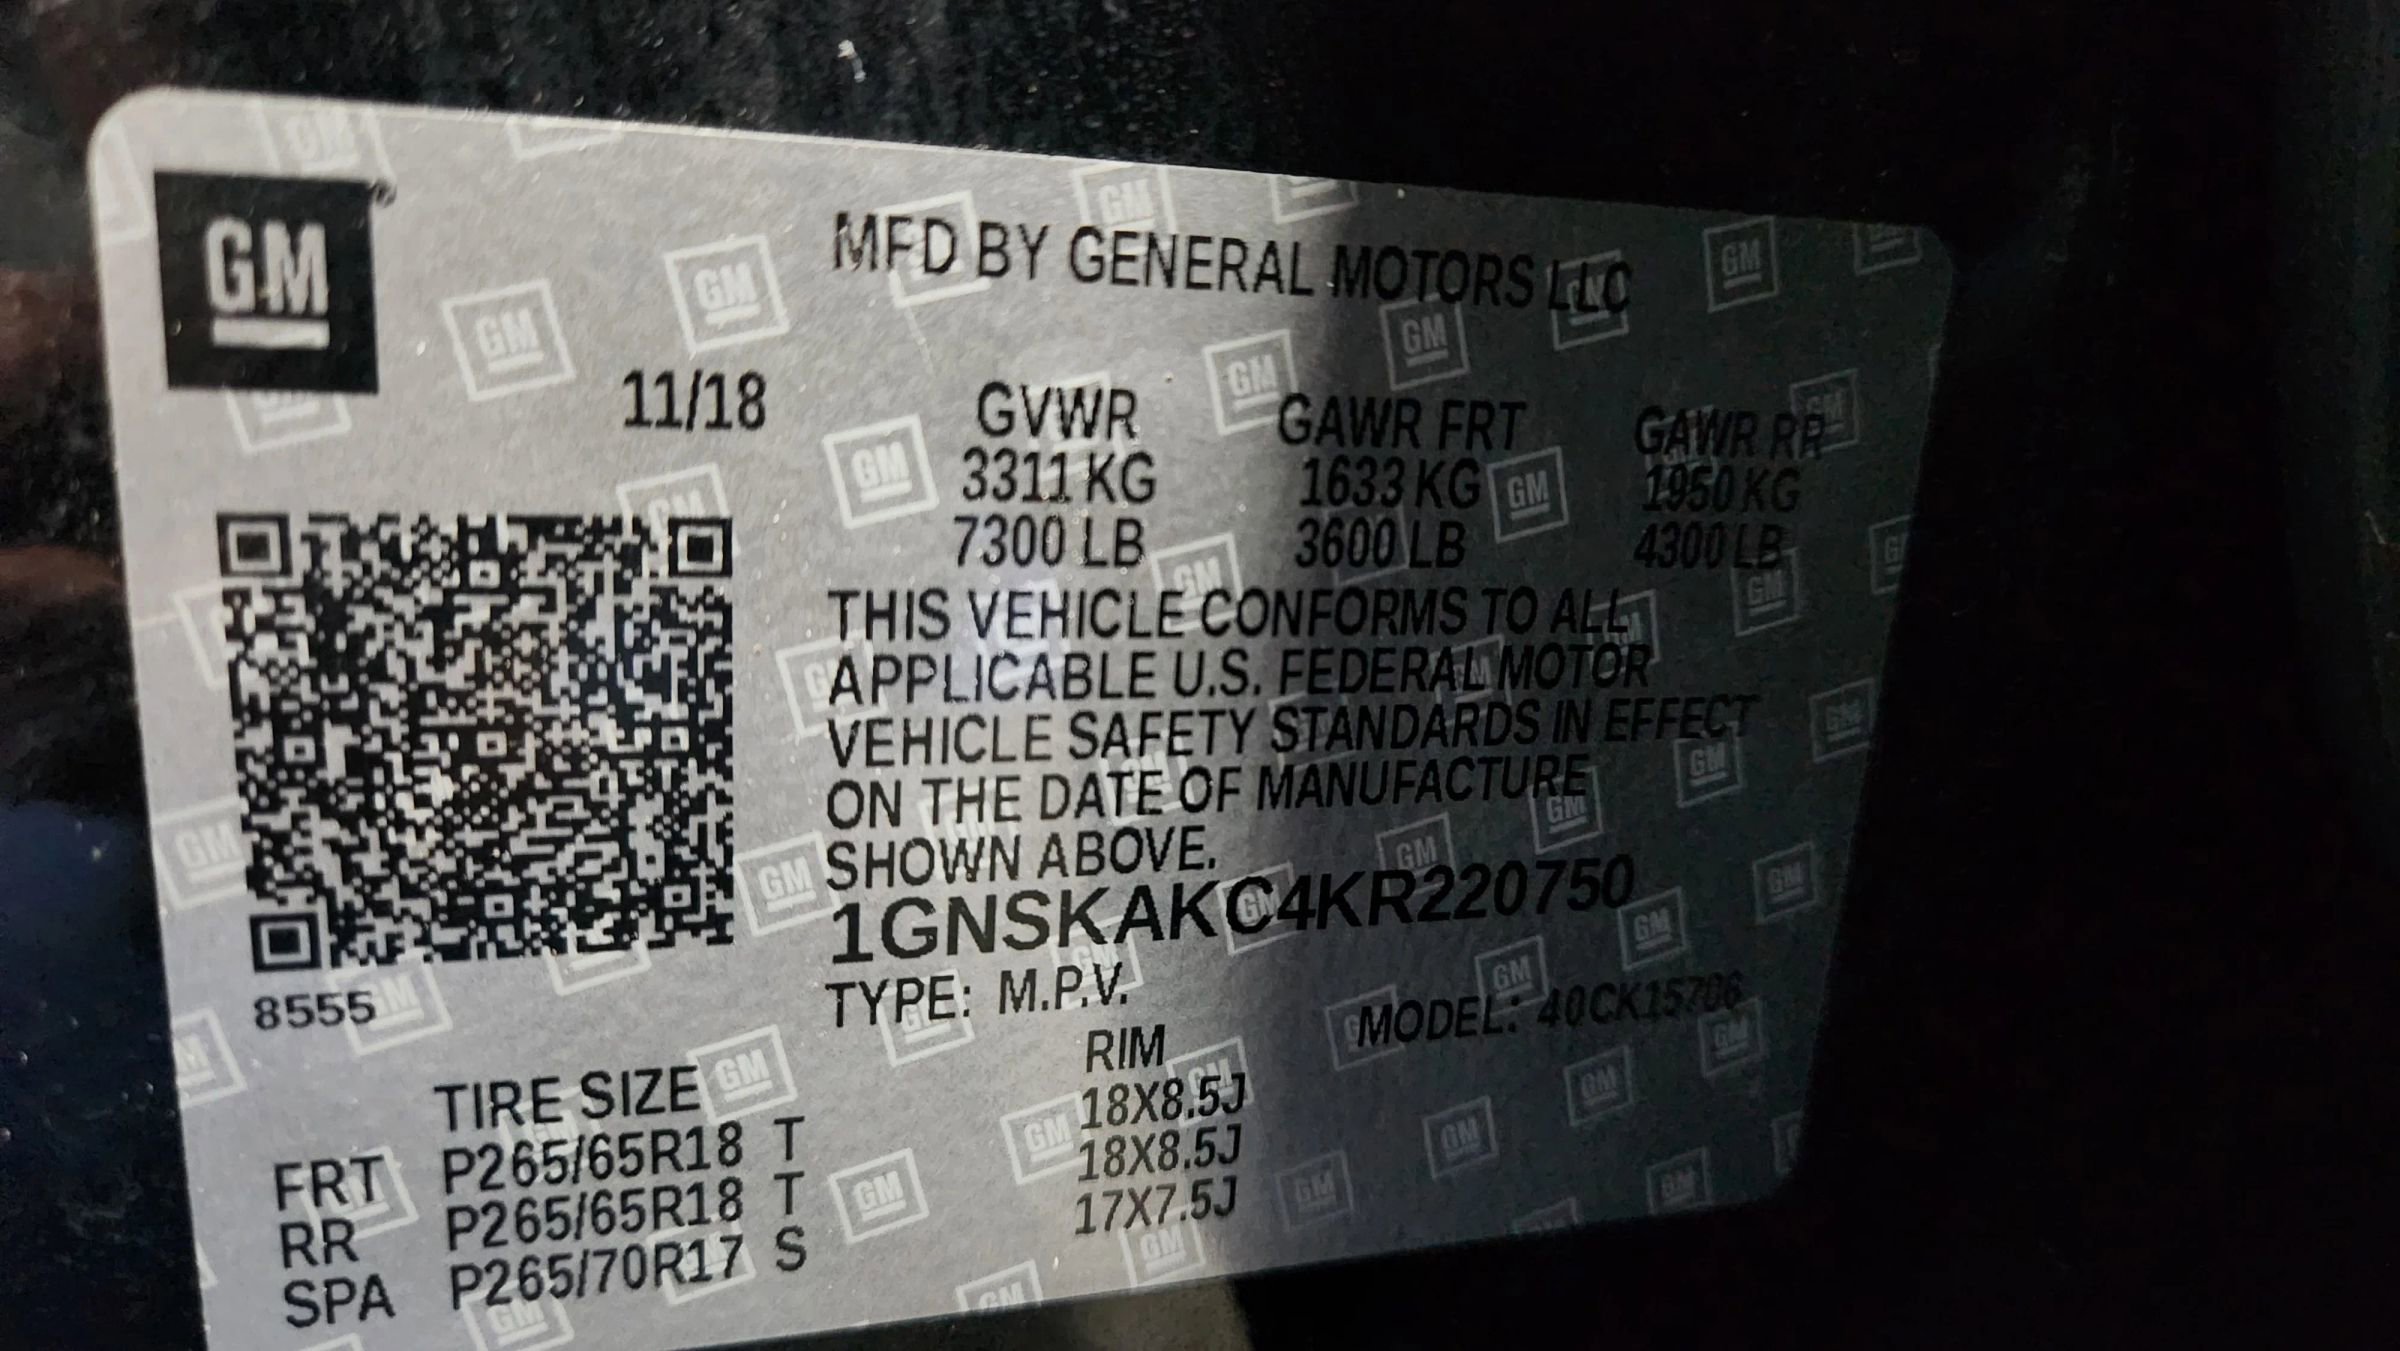 GM
MFD BY GENERAL MOTORS LLC
11/18
GVWR GAWR FRT GAWR RR
3311 KG 1633 KG 1950 KG
7300 LB 3600 LB 4300 LB
THIS VEHICLE CONFORMS TO ALL
APPLICABLE U.S. FEDERAL MOTOR
VEHICLE SAFETY STANDARDS IN EFFECT
ON THE DATE OF MANUFACTURE
SHOWN ABOVE.
1GNSKAKC4KR220750
8555
TYPE: M.P.V. MODEL: 40CK15706
TIRE SIZE RIM
FRT P265/65R18 T 18X8.5J
RR P265/65R18 T 18X8.5J
SPA P265/70R17 S 17X7.5J